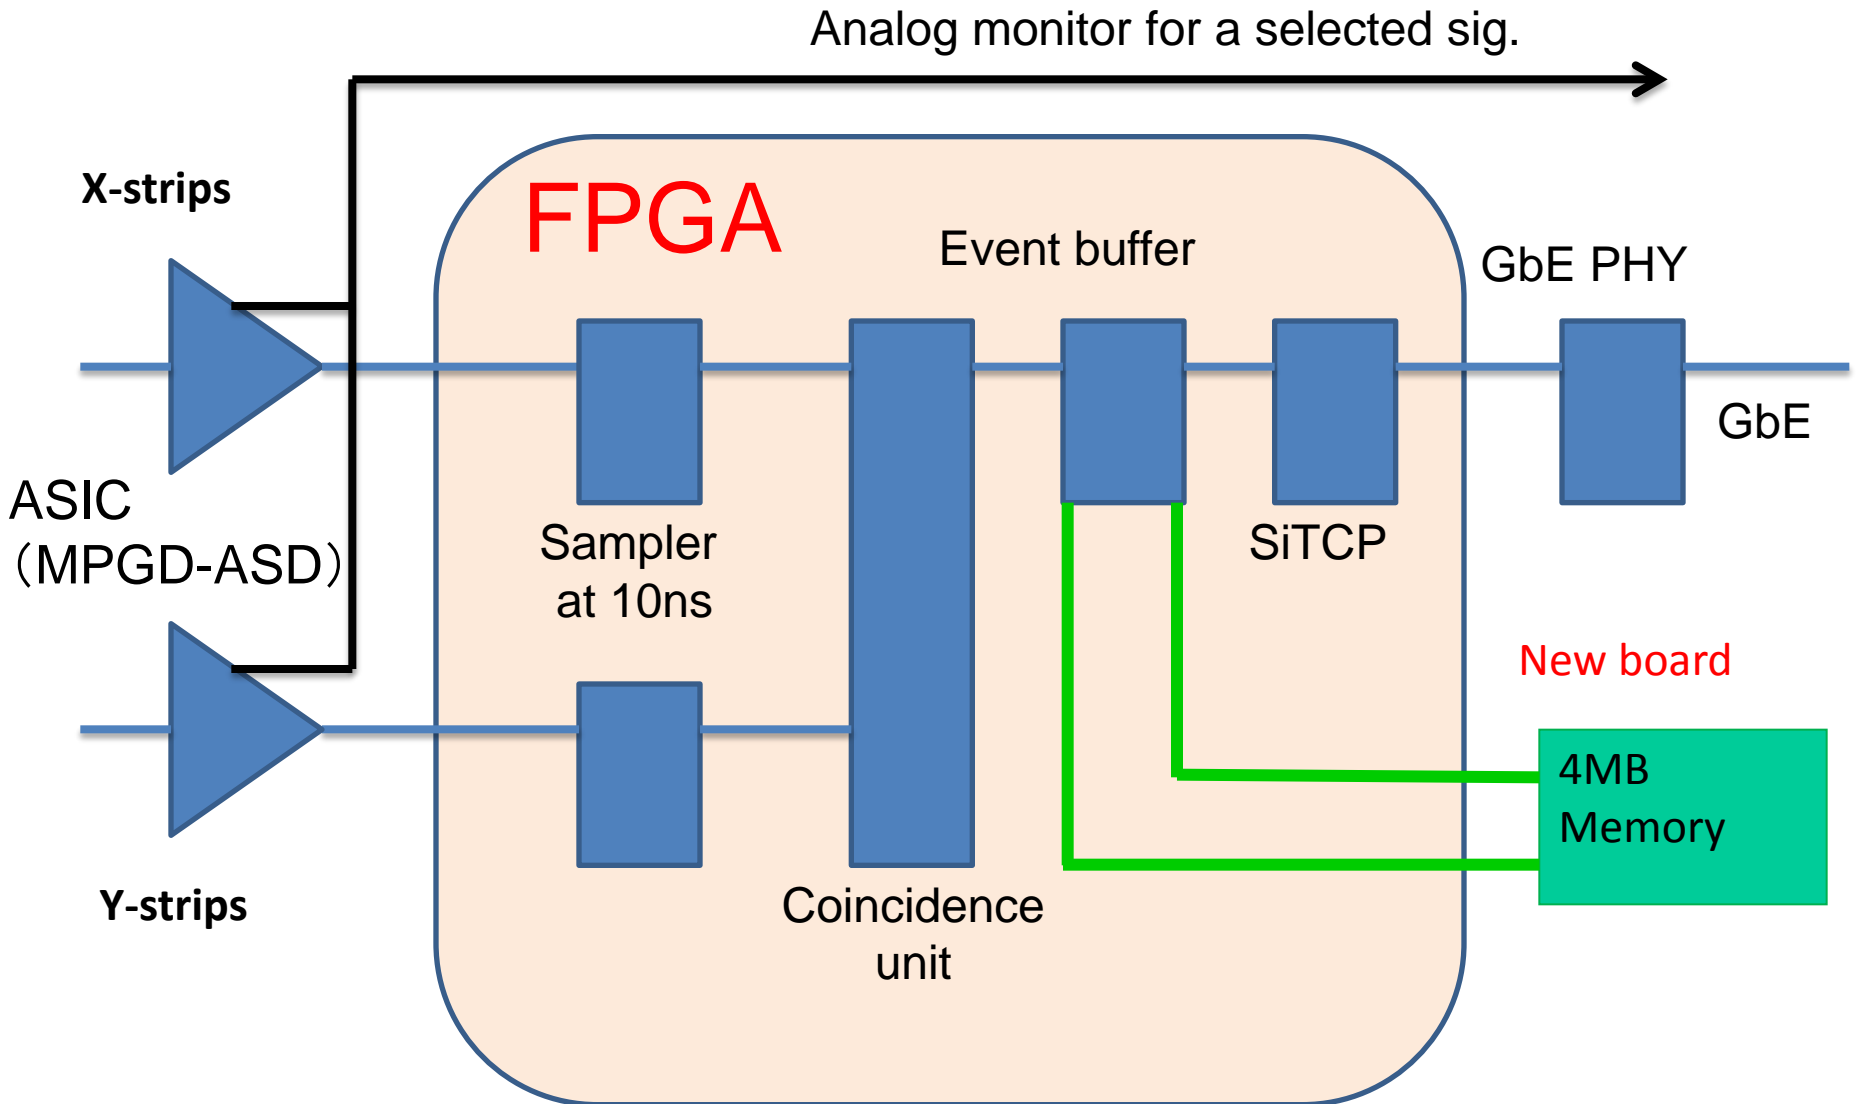 Analog monitor for a selected sig.
X-strips
FPGA
Event buffer
GbE PHY
GbE
ASIC
（MPGD-ASD）
Sampler
at 10ns
SiTCP
New board
4MB
Memory
Y-strips
Coincidence
unit